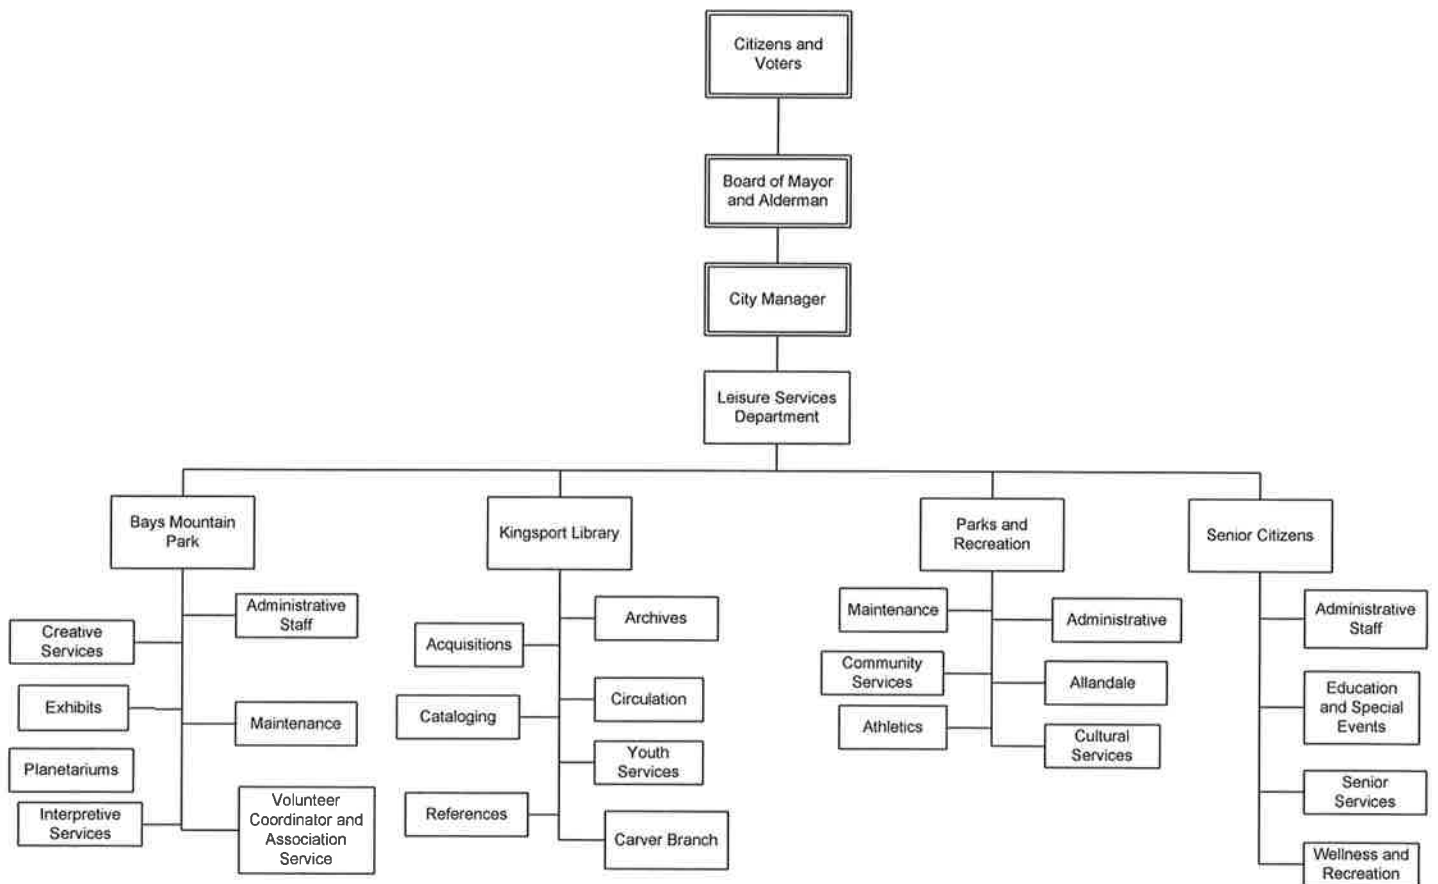 Citizens and
Voters
Board of Mayor
and Alderman
City Manager
Leisure Services
Department
Bays Mountain
Park
Kingsport Library
Parks and
Recreation
Senior Citizens
Administrative
Staff
Creative
Services
Exhibits
Maintenance
Planetariums
Interpretive
Services
Volunteer
Coordinator and
Association
Service
Archives
Acquisitions
Circulation
Cataloging
Youth
Services
References
Carver Branch
Maintenance
Administrative
Community
Services
Allandale
Athletics
Cultural
Services
Administrative
Staff
Education
and Special
Events
Senior
Services
Wellness and
Recreation